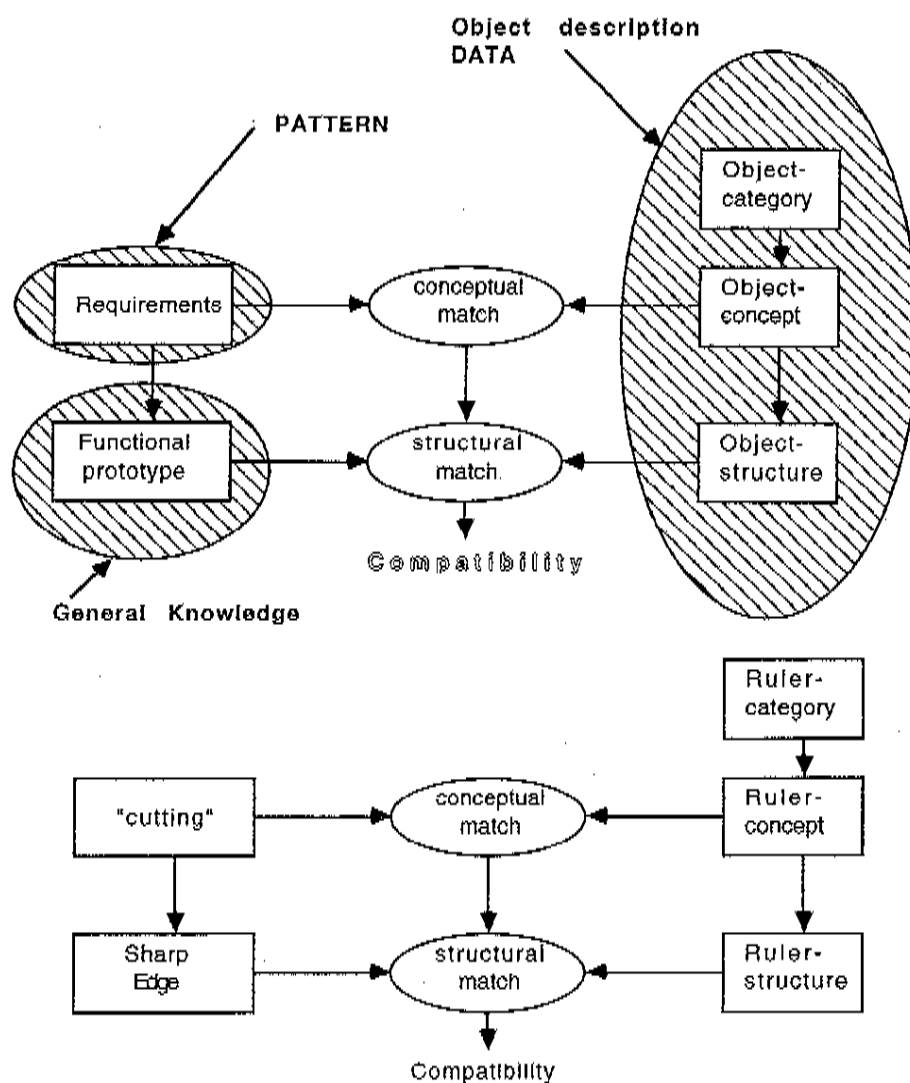 Object description
DATA
PATTERN
Object-
category
Requirements
conceptual
match
Object-
concept
Functional
prototype
structural
match.
Object-
structure
Compatibility
General Knowledge
Ruler-
category
"cutting"
conceptual
match
Ruler-
concept
Sharp
Edge
structural
match
Ruler-
structure
Compatibility